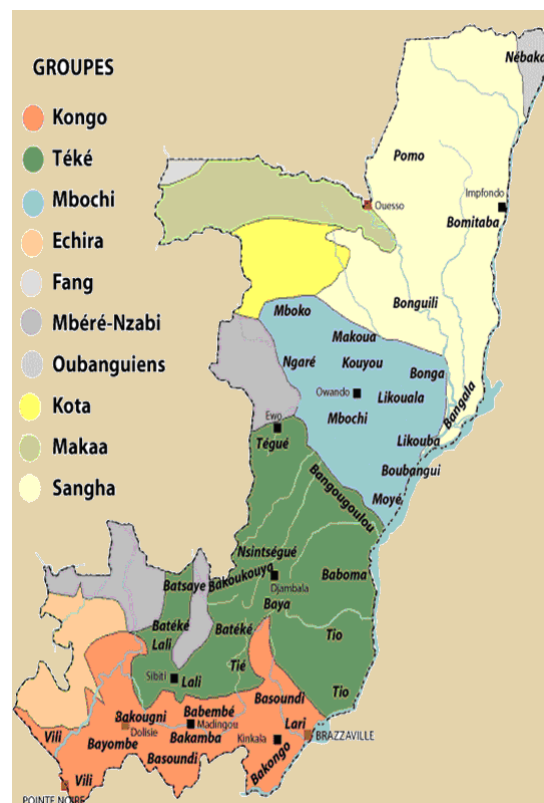 GROUPES
Kongo
Téké
Mbochi
Echira
Fang
Mbéré-Nzabi
Oubanguiens
Kota
Makaa
Sangha
Nébaka
Pomo
Impfondo
Ouesso
Bomitaba
Bonguili
Mboko
Makoua
Ngaré
Kouyou
Bonga
Owando
Likouala
Mbochi
Bangala
Ewo
Likouba
Tégué
Boubangui
Bangougoulou
Moyé
Nsintségué
Baboma
Batsaye
Bakoukouya
Djambala
Baya
Batéké
Batéké
Lali
Tio
Tié
Sibiti
Lali
Tio
Basoundi
Babembé
Bakougni
Madingou
Lari
Vili
Dolisie
Bakamba
Kinkala
BRAZZAVILLE
Bayombe
Basoundi
Bakongo
Vili
POINTE NOIRE